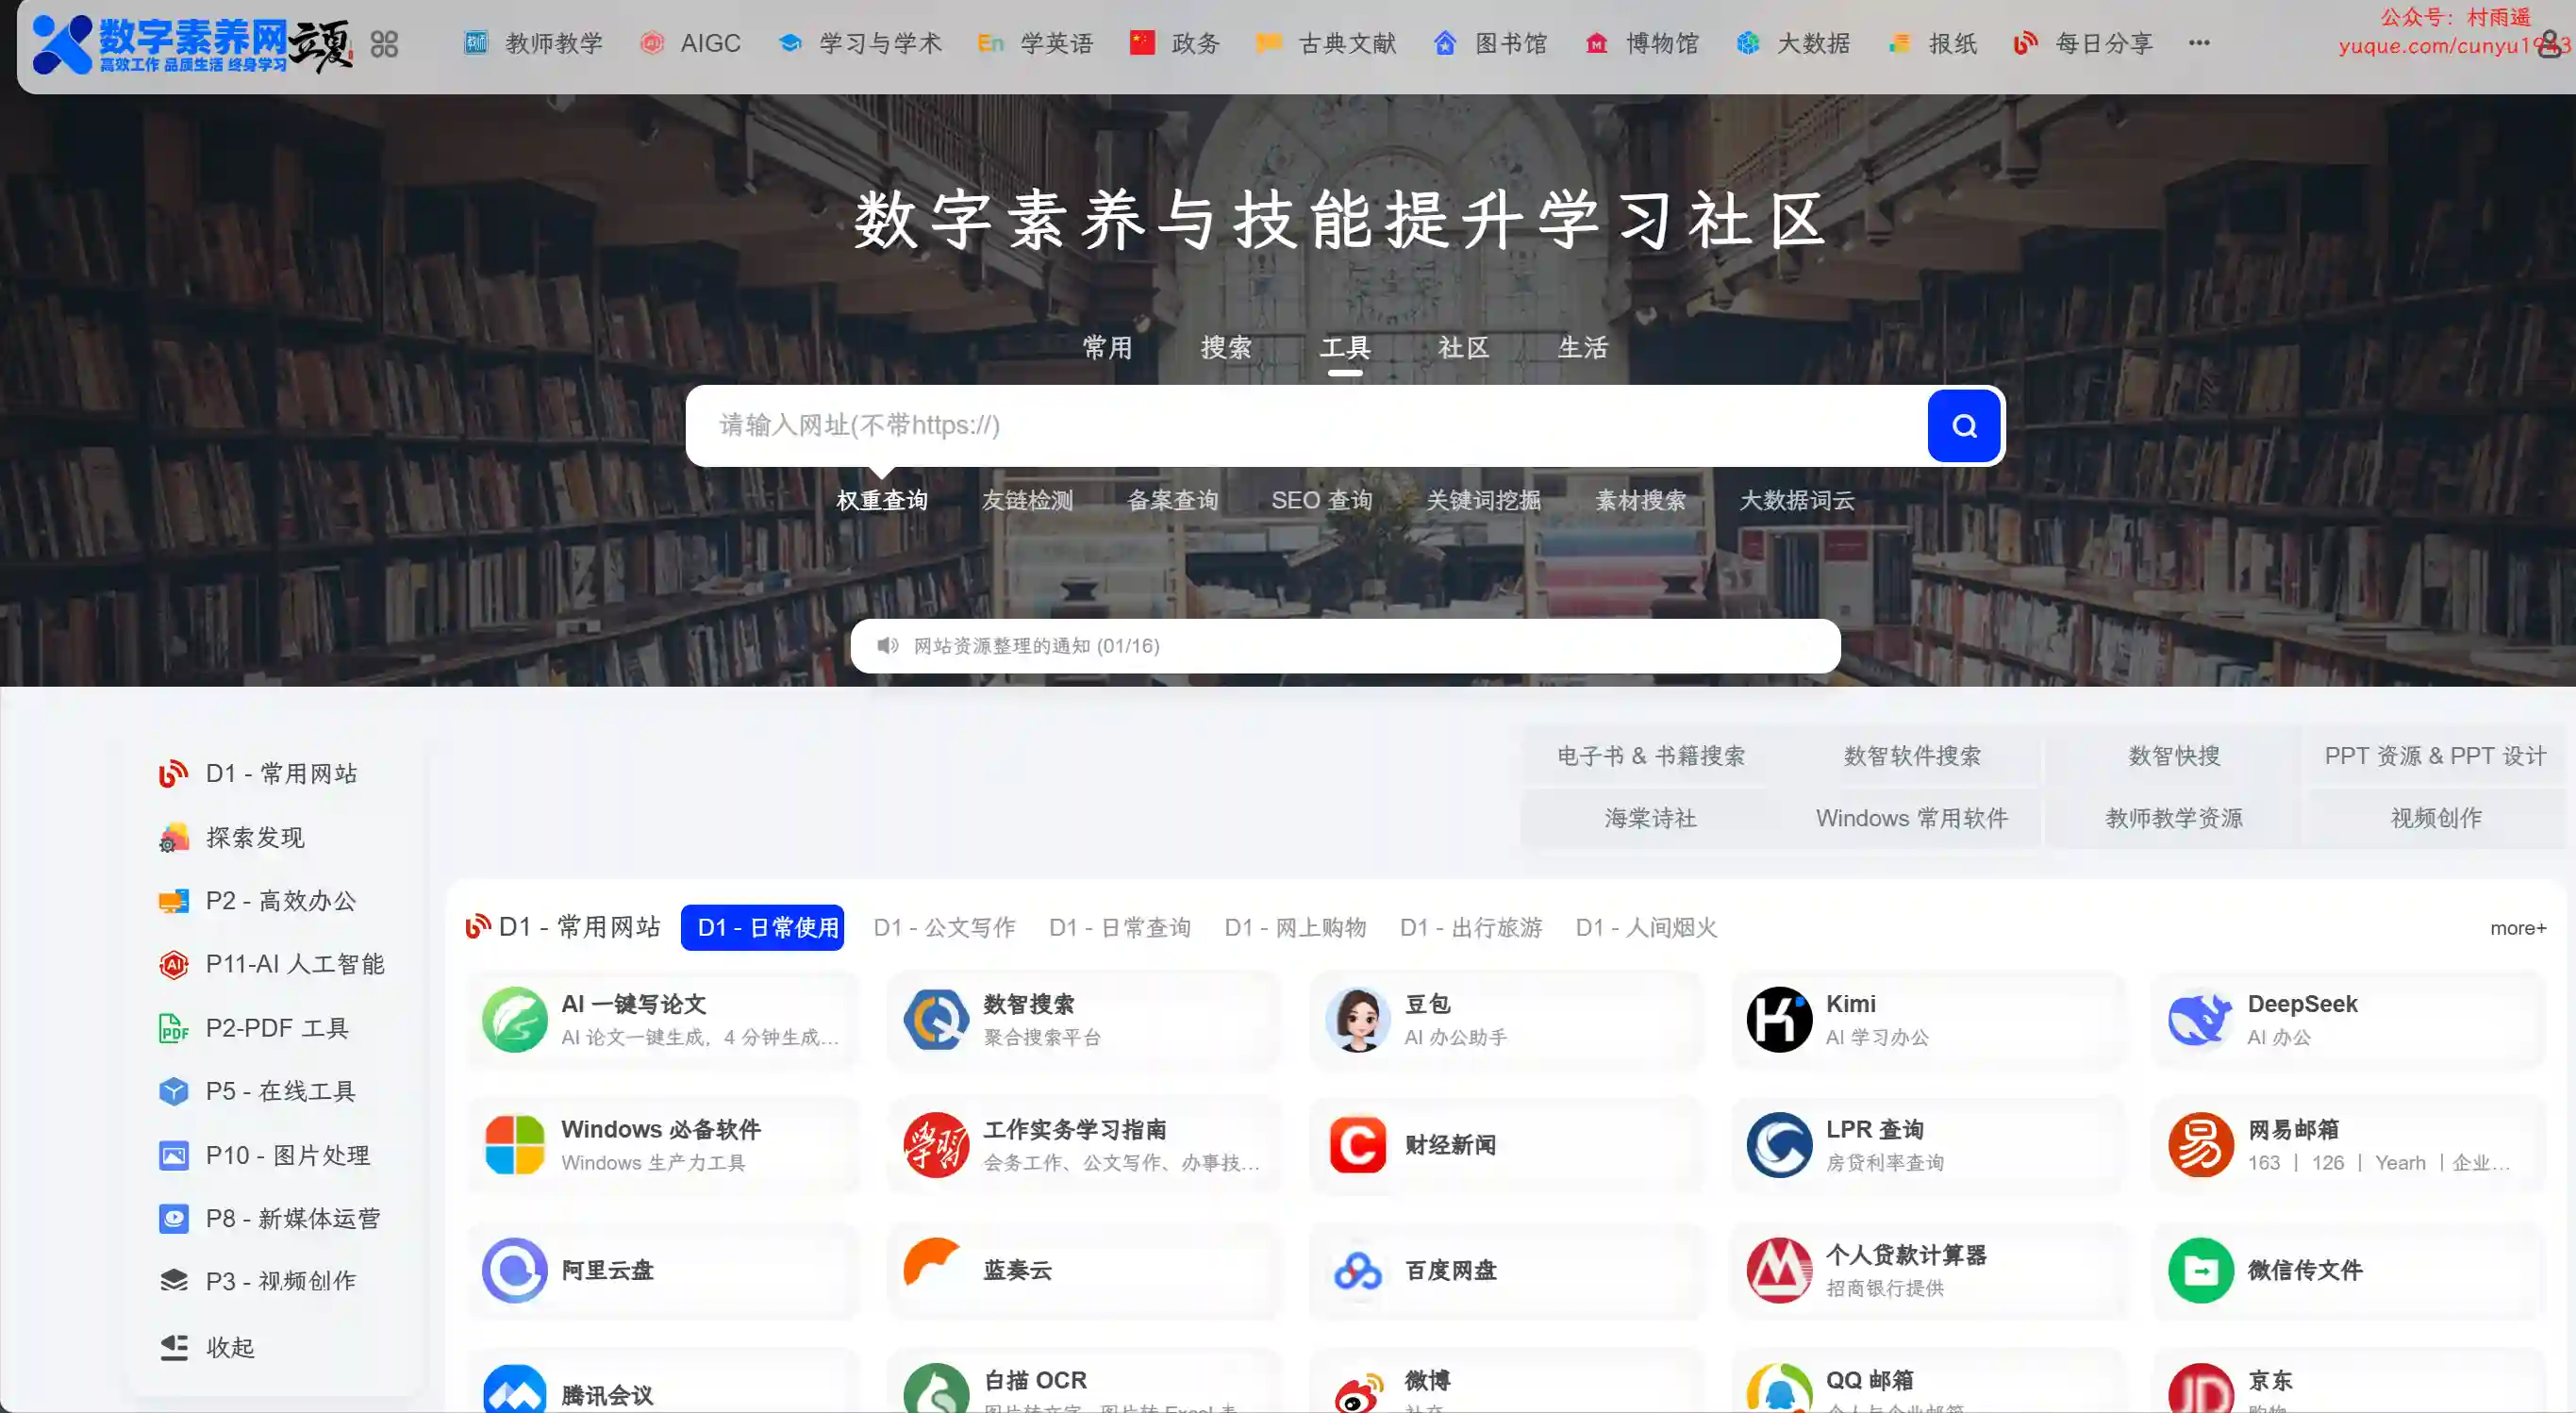 数字素养网
高效工作 品质生活 终身学习
立夏
教师教学
AIGC
学习与学术
En 学英语
政务
古典文献
图书馆
博物馆
大数据
报纸
每日分享
公众号：村雨遥
yuque.com/cunyu1943
数字素养与技能提升学习社区
常用 搜索 工具 社区 生活
请输入网址(不带https://)
权重查询 友链检测 备案查询 SEO 查询 关键词挖掘 素材搜索 大数据词云
网站资源整理的通知 (01/16)
D1 - 常用网站
探索发现
P2 - 高效办公
P11-AI 人工智能
P2-PDF 工具
P5 - 在线工具
P10 - 图片处理
P8 - 新媒体运营
P3 - 视频创作
收起
电子书 & 书籍搜索 数智软件搜索 数智快搜 PPT 资源 & PPT 设计
海棠诗社 Windows 常用软件 教师教学资源 视频创作
D1 - 常用网站 D1 - 日常使用 D1 - 公文写作 D1 - 日常查询 D1 - 网上购物 D1 - 出行旅游 D1 - 人间烟火 more+
AI 一键写论文
AI 论文一键生成，4 分钟生成...
数智搜索
聚合搜索平台
豆包
AI 办公助手
Kimi
AI 学习办公
DeepSeek
AI 办公
Windows 必备软件
Windows 生产力工具
学習
工作实务学习指南
会务工作、公文写作、办事技...
财经新闻
LPR 查询
房贷利率查询
易
网易邮箱
163 | 126 | Yearh | 企业...
阿里云盘
蓝奏云
百度网盘
个人贷款计算器
招商银行提供
微信传文件
腾讯会议
白描 OCR
微博
QQ 邮箱
JD
京东